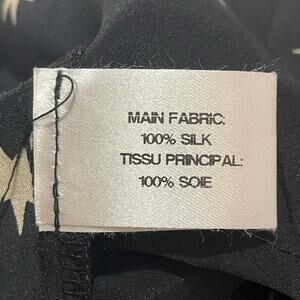 MAIN FABRIC:
100% SILK
TISSU PRINCIPAL:
100% SOIE